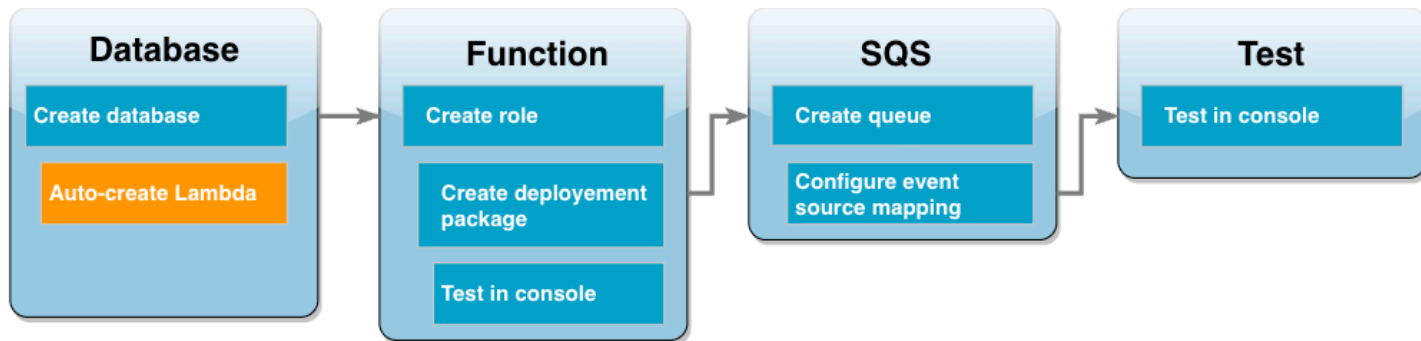 Database
Create database
Auto-create Lambda
Function
Create role
Create deployement
package
Test in console
SQS
Create queue
Configure event
source mapping
Test
Test in console